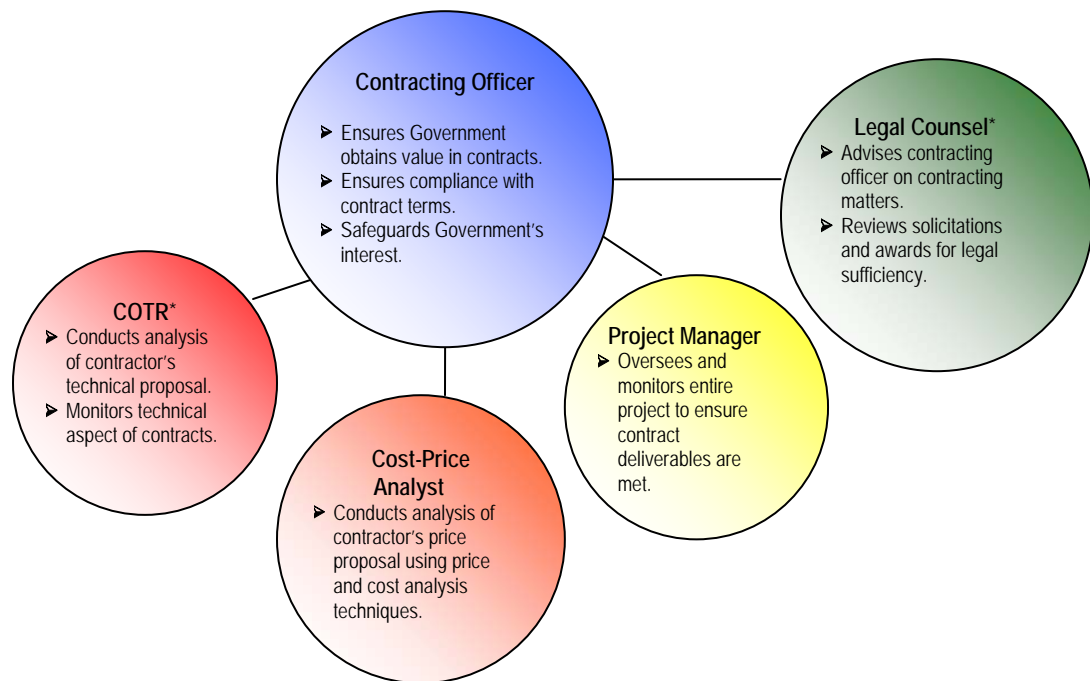 Contracting Officer
➢ Ensures Government
obtains value in contracts.
➢ Ensures compliance with
contract terms.
➢ Safeguards Government’s
interest.
Legal Counsel*
➢ Advises contracting
officer on contracting
matters.
➢ Reviews solicitations
and awards for legal
sufficiency.
COTR*
➢ Conducts analysis
of contractor’s
technical proposal.
➢ Monitors technical
aspect of contracts.
Project Manager
➢ Oversees and
monitors entire
project to ensure
contract
deliverables are
met.
Cost-Price
Analyst
➢ Conducts analysis of
contractor’s price
proposal using price
and cost analysis
techniques.